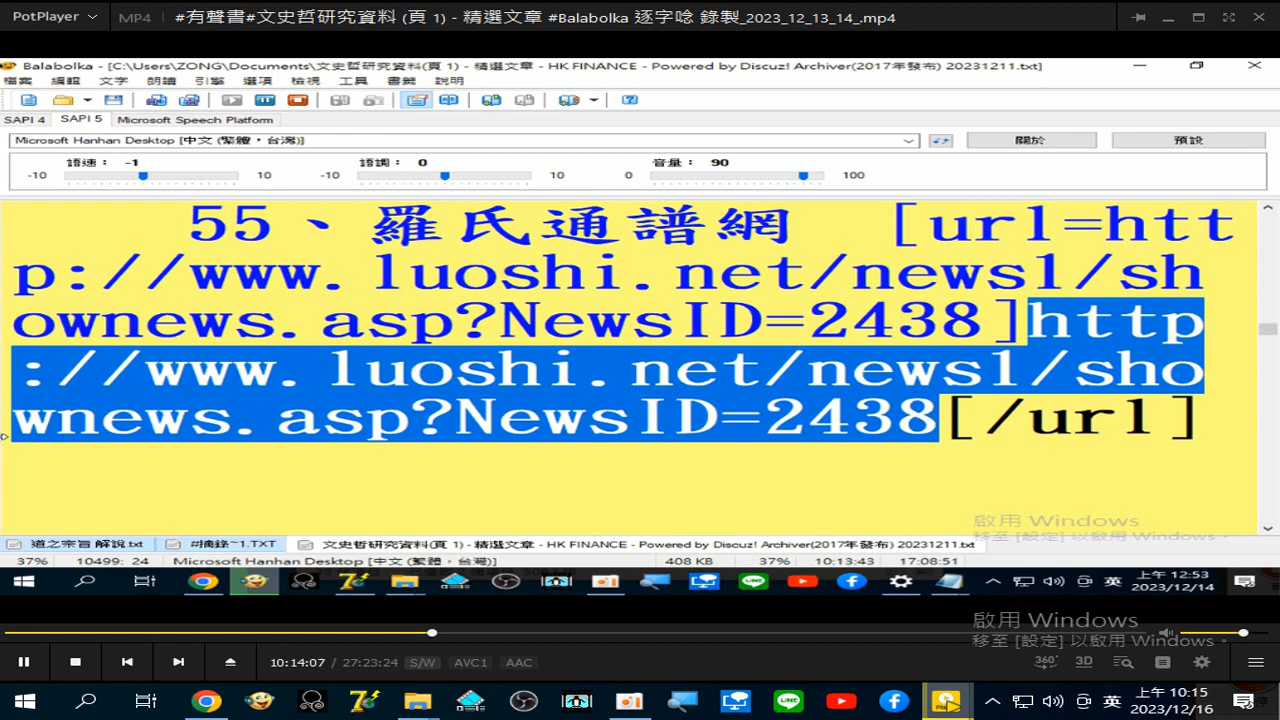 PotPlayer MP4 #有聲書#文史哲研究資料 (頁 1) - 精選文章 #Balabolka 逐字唸 錄製_2023_12_13_14_.mp4
Balabolka - [C:\Users\ZONG\Documents\文史哲研究資料(頁 1) - 精選文章 - HK FINANCE - Powered by Discuz! Archiver(2017年發布) 20231211.txt]
檔案 編輯 文字 朗讀 引擎 選項 檢視 工具 書籤 說明
SAPI 4 SAPI 5 Microsoft Speech Platform
Microsoft Hanhan Desktop [中文 (繁體，台灣)] 關於 預設
語速： -1 語調： 0 音量： 90
-10 10 -10 10 0 100
55、羅氏通譜網 [url=htt
p://www.luoshi.net/news1/sh
ownews.asp?NewsID=2438]http
://www.luoshi.net/news1/sho
wnews.asp?NewsID=2438[/url]
啟用 Windows
移至 [設定] 以啟用 Windows。
道之宗旨 解說.txt #摘錄~1.TXT 文史哲研究資料(頁 1) - 精選文章 - HK FINANCE - Powered by Discuz! Archiver(2017年發布) 20231211.txt
37% 10499: 24 Microsoft Hanhan Desktop [中文 (繁體，台灣)] 408 KB 37% 10:13:43 17:08:51
英 上午 12:53
2023/12/14
啟用 Windows
移至 [設定] 以啟用 Windows。
10:14:07 / 27:23:24 S/W AVC1 AAC 360° 3D
英 上午 10:15
2023/12/16